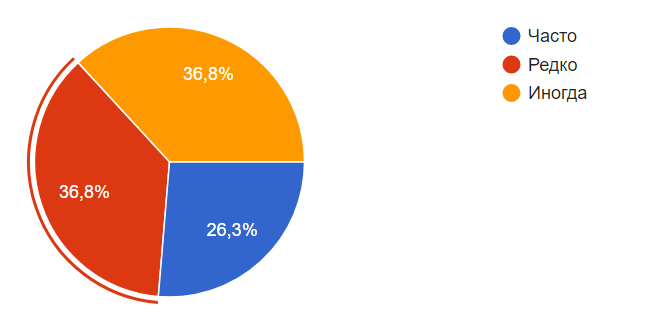 36,8%
36,8%
26,3%
Часто
Редко
Иногда